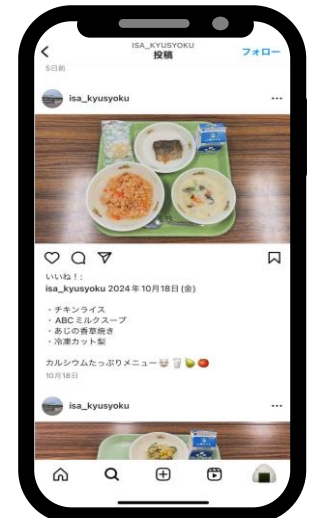 ISA_KYUSYOKU
投稿
フォロー
5日前
isa_kyusyoku
いいね！:
isa_kyusyoku 2024年10月18日(金)
・チキンライス
・ABCミルクスープ
・あじの香草焼き
・冷凍カット梨
カルシウムたっぷりメニュー🐮🥛🍐🍅
10月18日
isa_kyusyoku